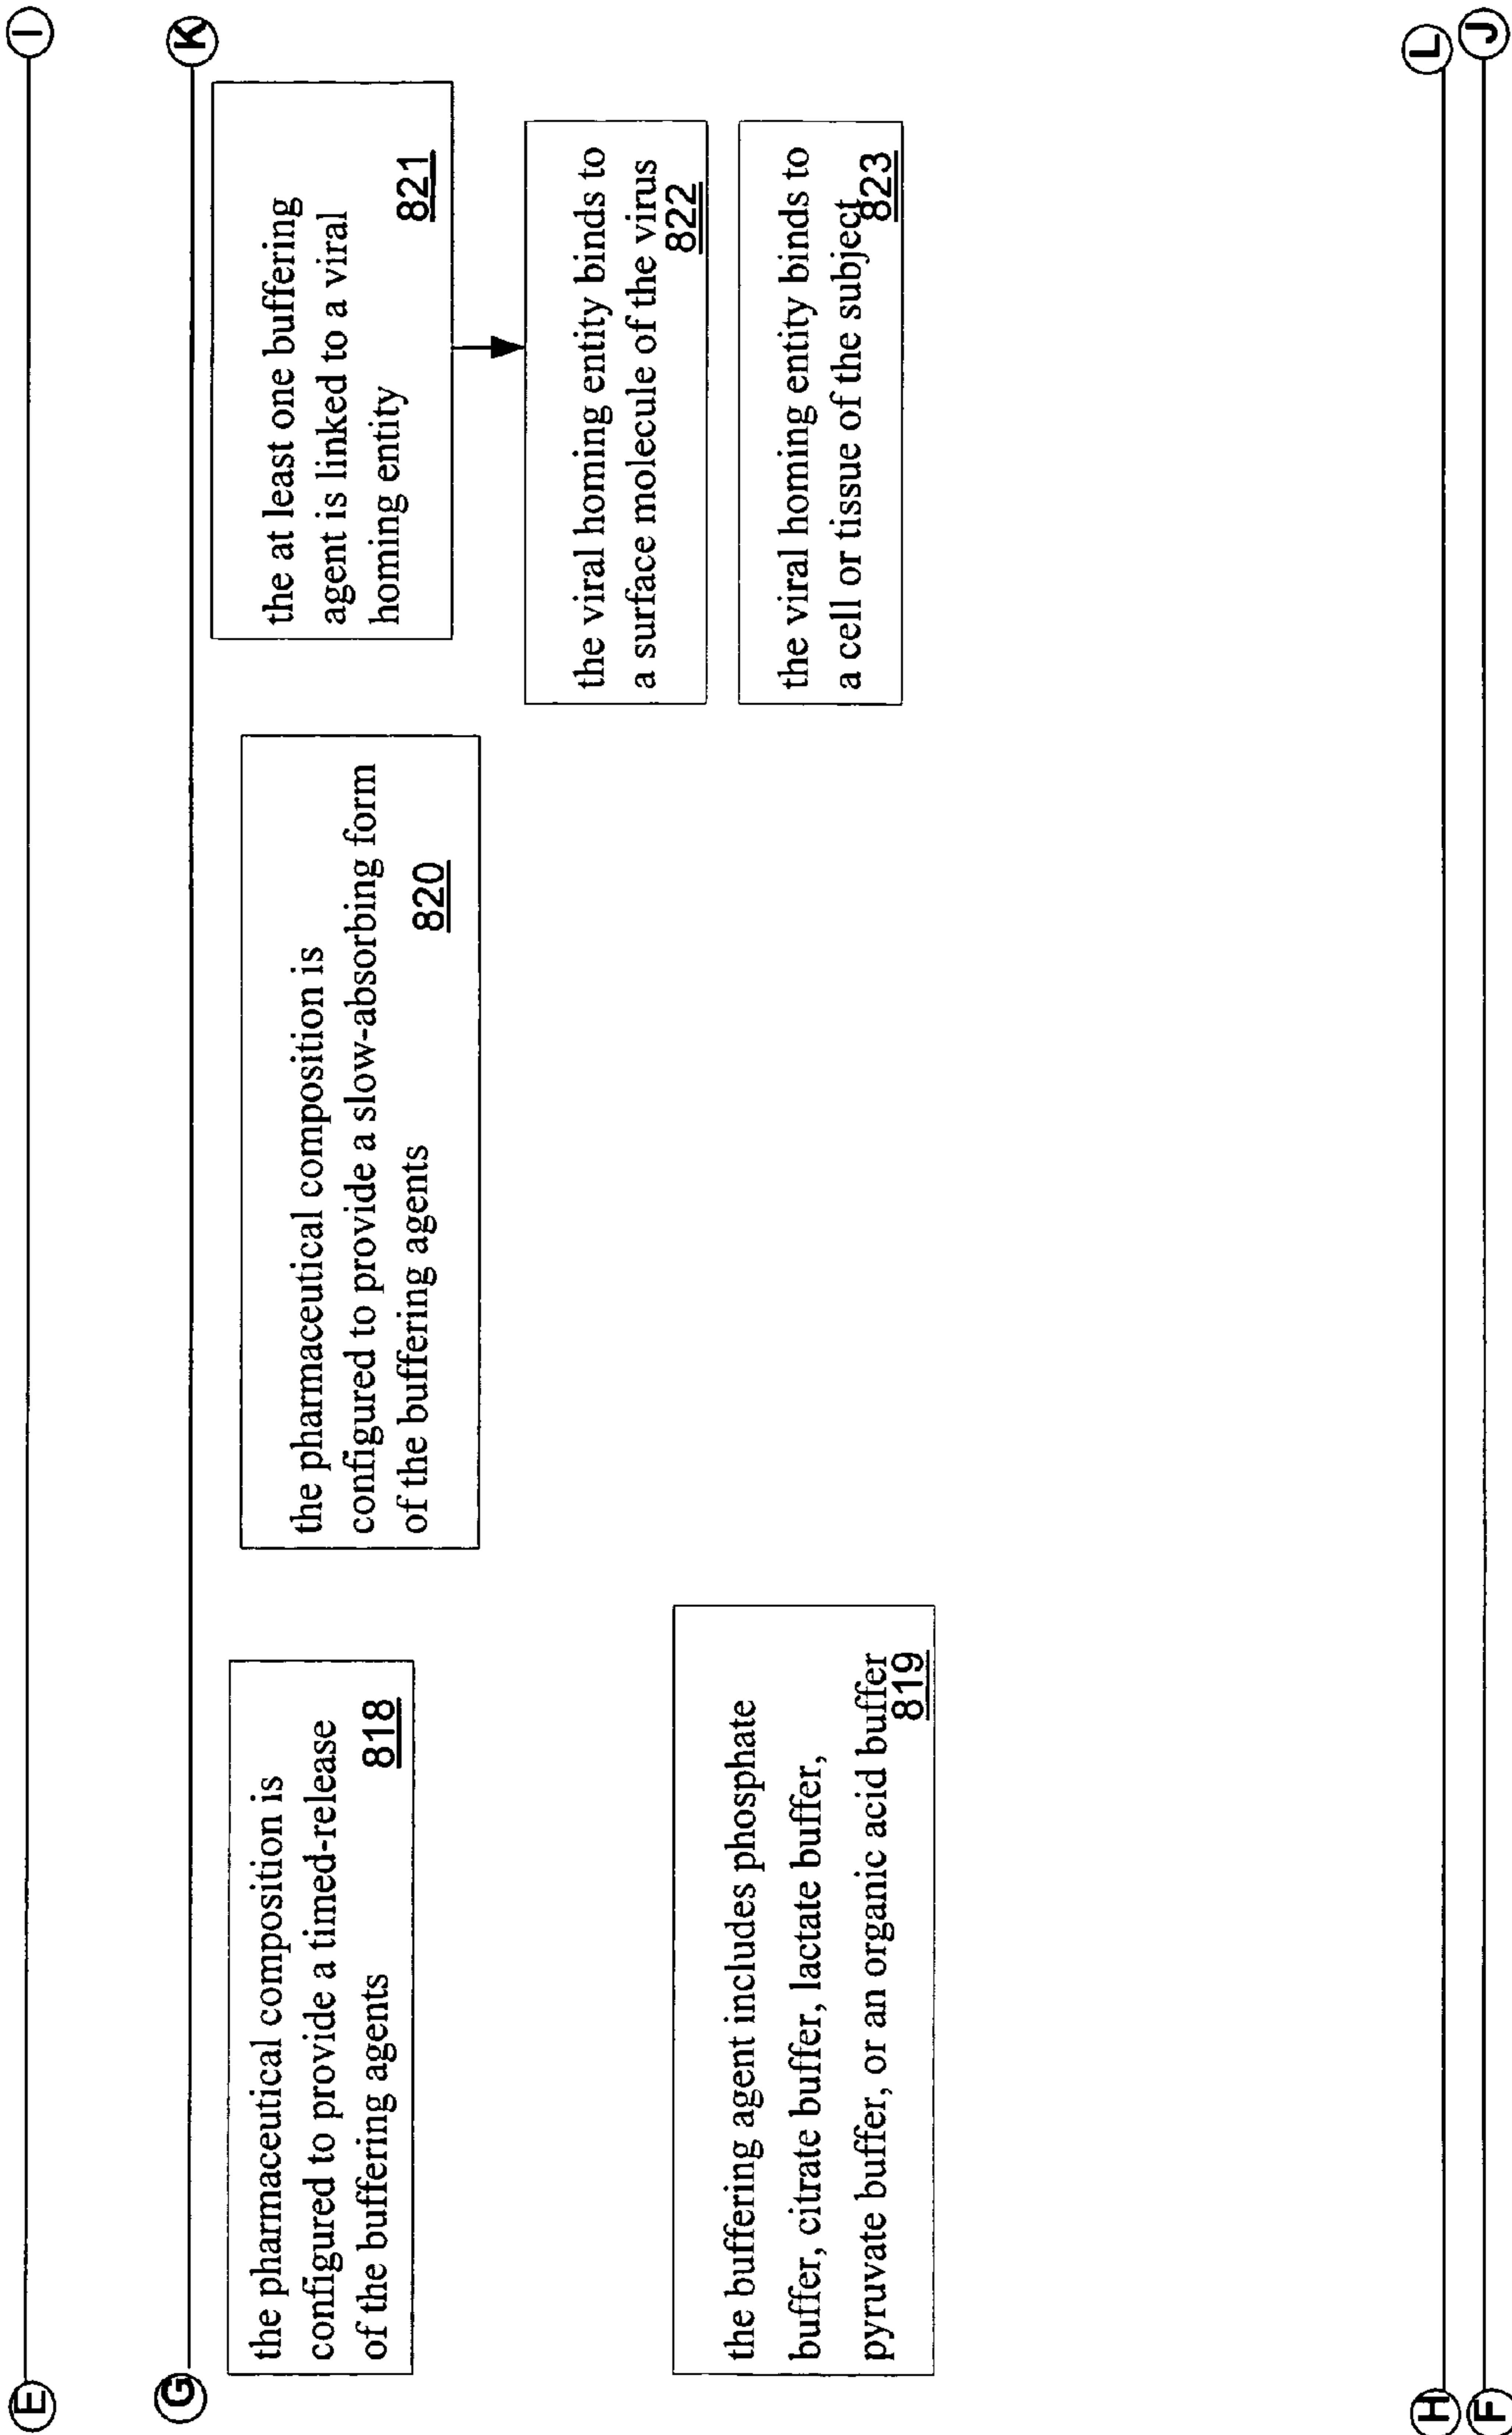 E
I
G
K
the pharmaceutical composition is
configured to provide a timed-release
of the buffering agents
818
the buffering agent includes phosphate
buffer, citrate buffer, lactate buffer,
pyruvate buffer, or an organic acid buffer
819
the pharmaceutical composition is
configured to provide a slow-absorbing form
of the buffering agents
820
the at least one buffering
agent is linked to a viral
homing entity
821
the viral homing entity binds to
a surface molecule of the virus
822
the viral homing entity binds to
a cell or tissue of the subject
823
H
L
F
J